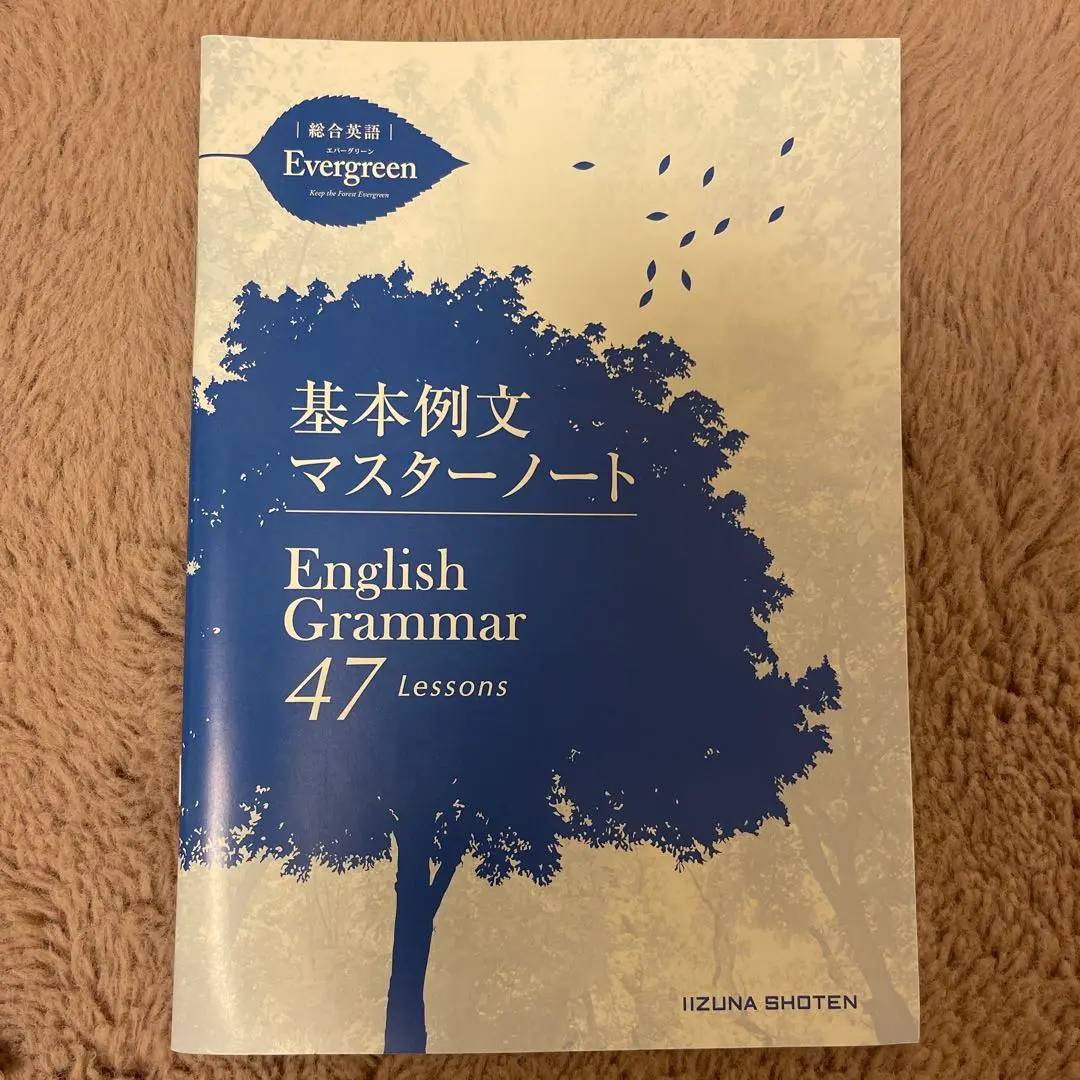 | 総合英語 |
エバーグリーン
Evergreen
Keep the Forest Evergreen
基本例文
マスターノート
English
Grammar
47 Lessons
IIZUNA SHOTEN